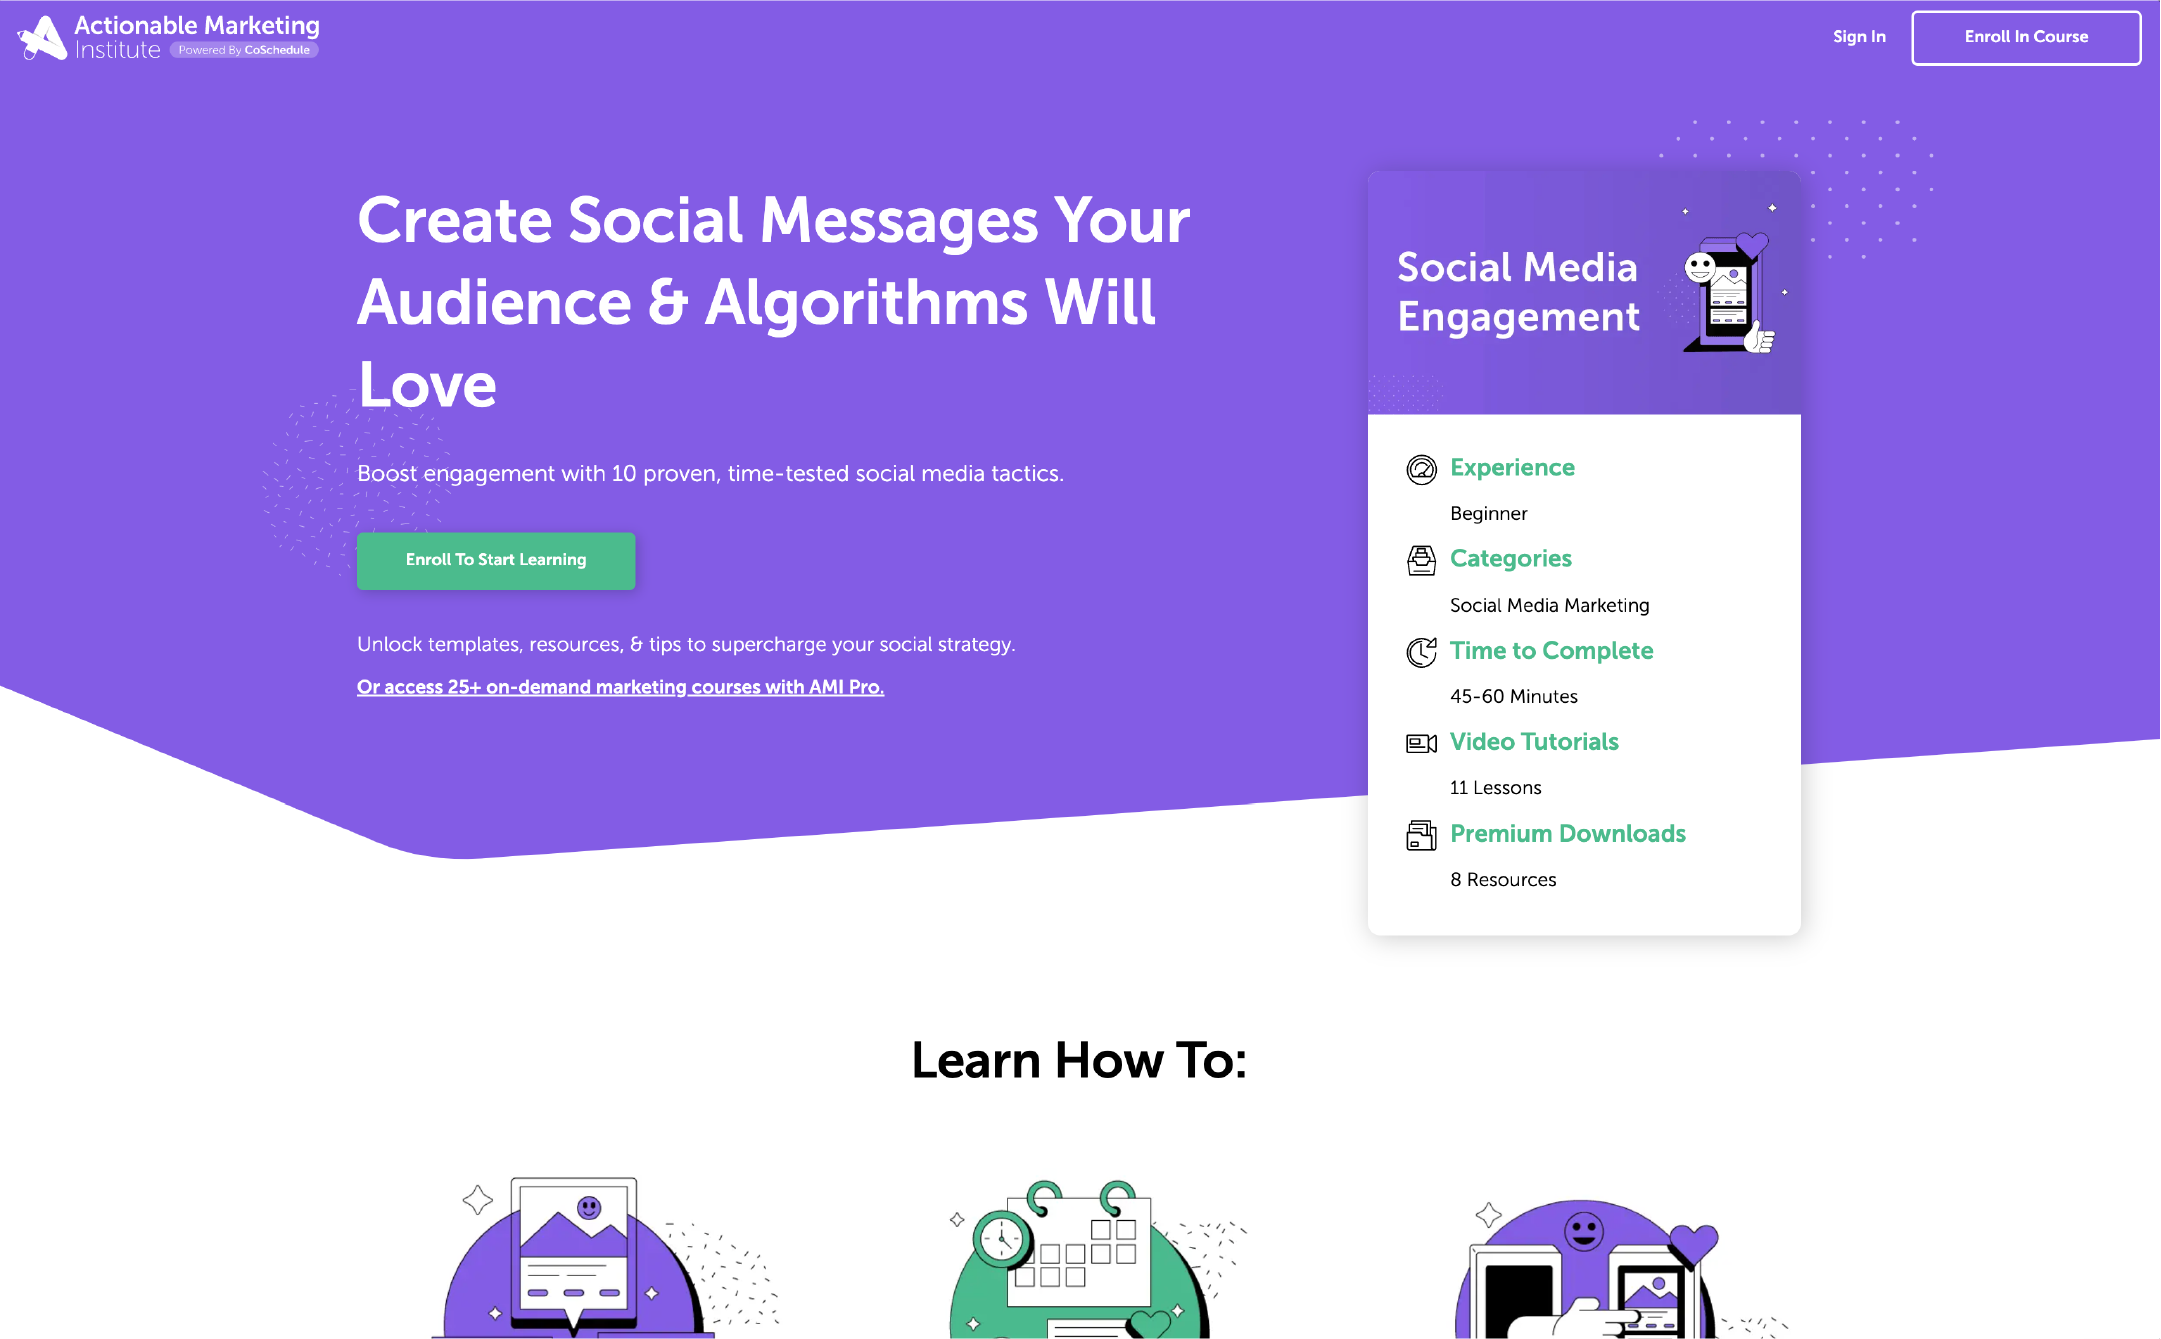 Actionable Marketing
Institute Powered By CoSchedule
Sign In
Enroll In Course
Create Social Messages Your
Audience & Algorithms Will
Love
Boost engagement with 10 proven, time-tested social media tactics.
Enroll To Start Learning
Unlock templates, resources, & tips to supercharge your social strategy.
Or access 25+ on-demand marketing courses with AMI Pro.
Social Media
Engagement
Experience
Beginner
Categories
Social Media Marketing
Time to Complete
45-60 Minutes
Video Tutorials
11 Lessons
Premium Downloads
8 Resources
Learn How To: